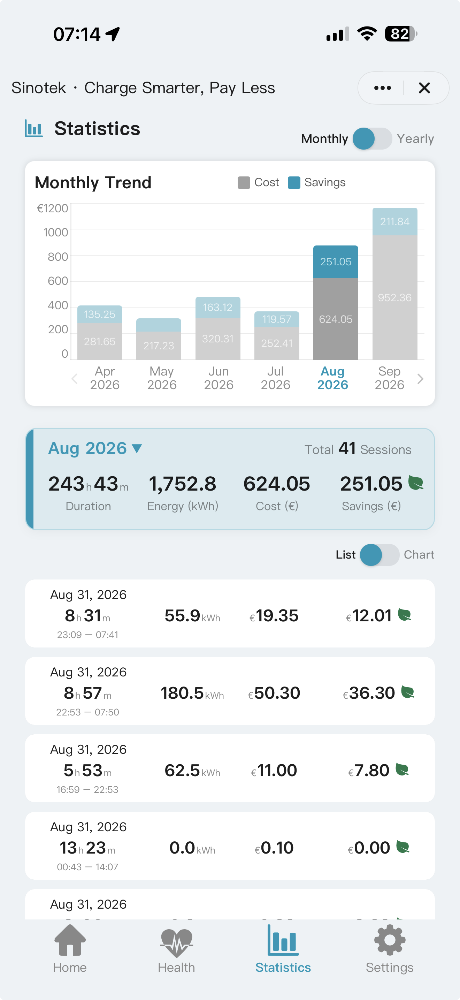 07:14
82
Sinotek · Charge Smarter, Pay Less
Statistics
Monthly Yearly
Monthly Trend
Cost Savings
€1200
1000
800
600
400
200
0
135.25
281.65
217.23
163.12
320.31
119.57
252.41
251.05
624.05
211.84
952.36
Apr 2026
May 2026
Jun 2026
Jul 2026
Aug 2026
Sep 2026
Aug 2026 ▼ Total 41 Sessions
243h43m 1,752.8 624.05 251.05
Duration Energy (kWh) Cost (€) Savings (€)
List Chart
Aug 31, 2026
8h31m 55.9kWh €19.35 €12.01
23:09 — 07:41
Aug 31, 2026
8h57m 180.5kWh €50.30 €36.30
22:53 — 07:50
Aug 31, 2026
5h53m 62.5kWh €11.00 €7.80
16:59 — 22:53
Aug 31, 2026
13h23m 0.0kWh €0.10 €0.00
00:43 — 14:07
Aug 31, 2026
Home Health Statistics Settings